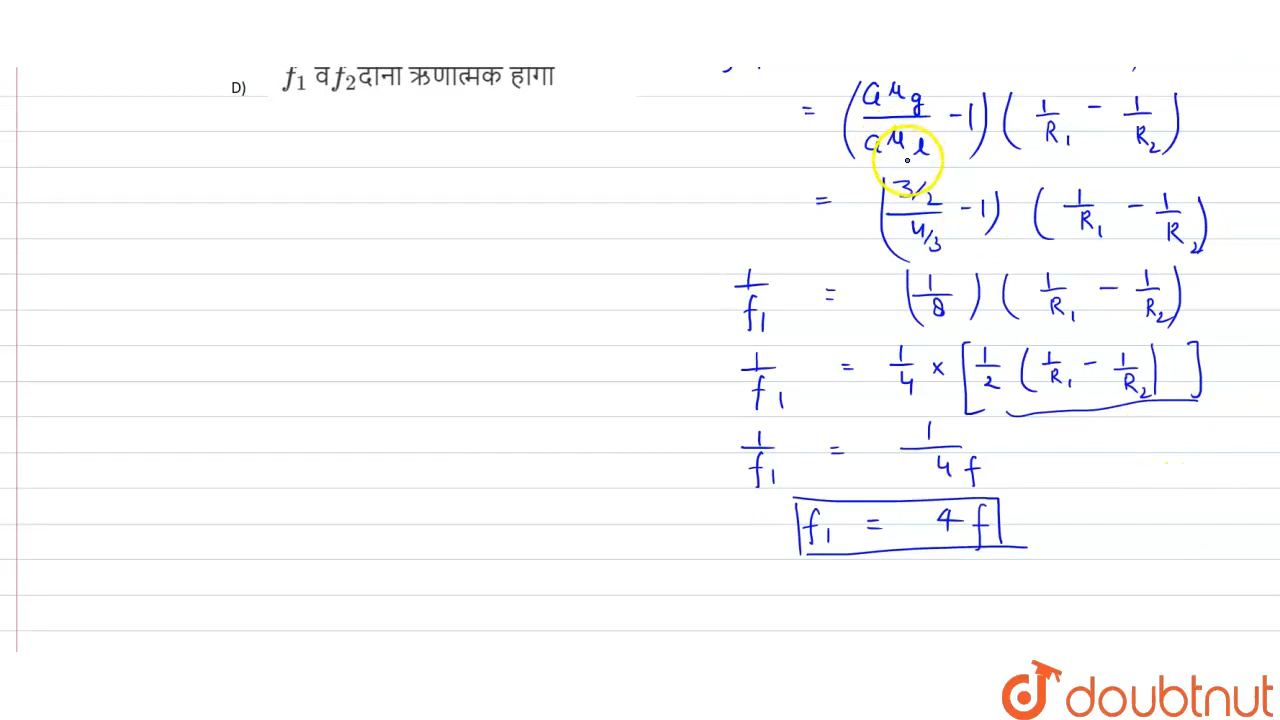 D) f₁ व f₂ दाना ऋणात्मक हागा
= (aμg/aμl - 1) (1/R₁ - 1/R₂)
= (3/2 / 4/3 - 1) (1/R₁ - 1/R₂)
1/f₁ = (1/8) (1/R₁ - 1/R₂)
1/f₁ = 1/4 × [1/2 (1/R₁ - 1/R₂)]
1/f₁ = 1/4f
f₁ = 4f
doubtnut